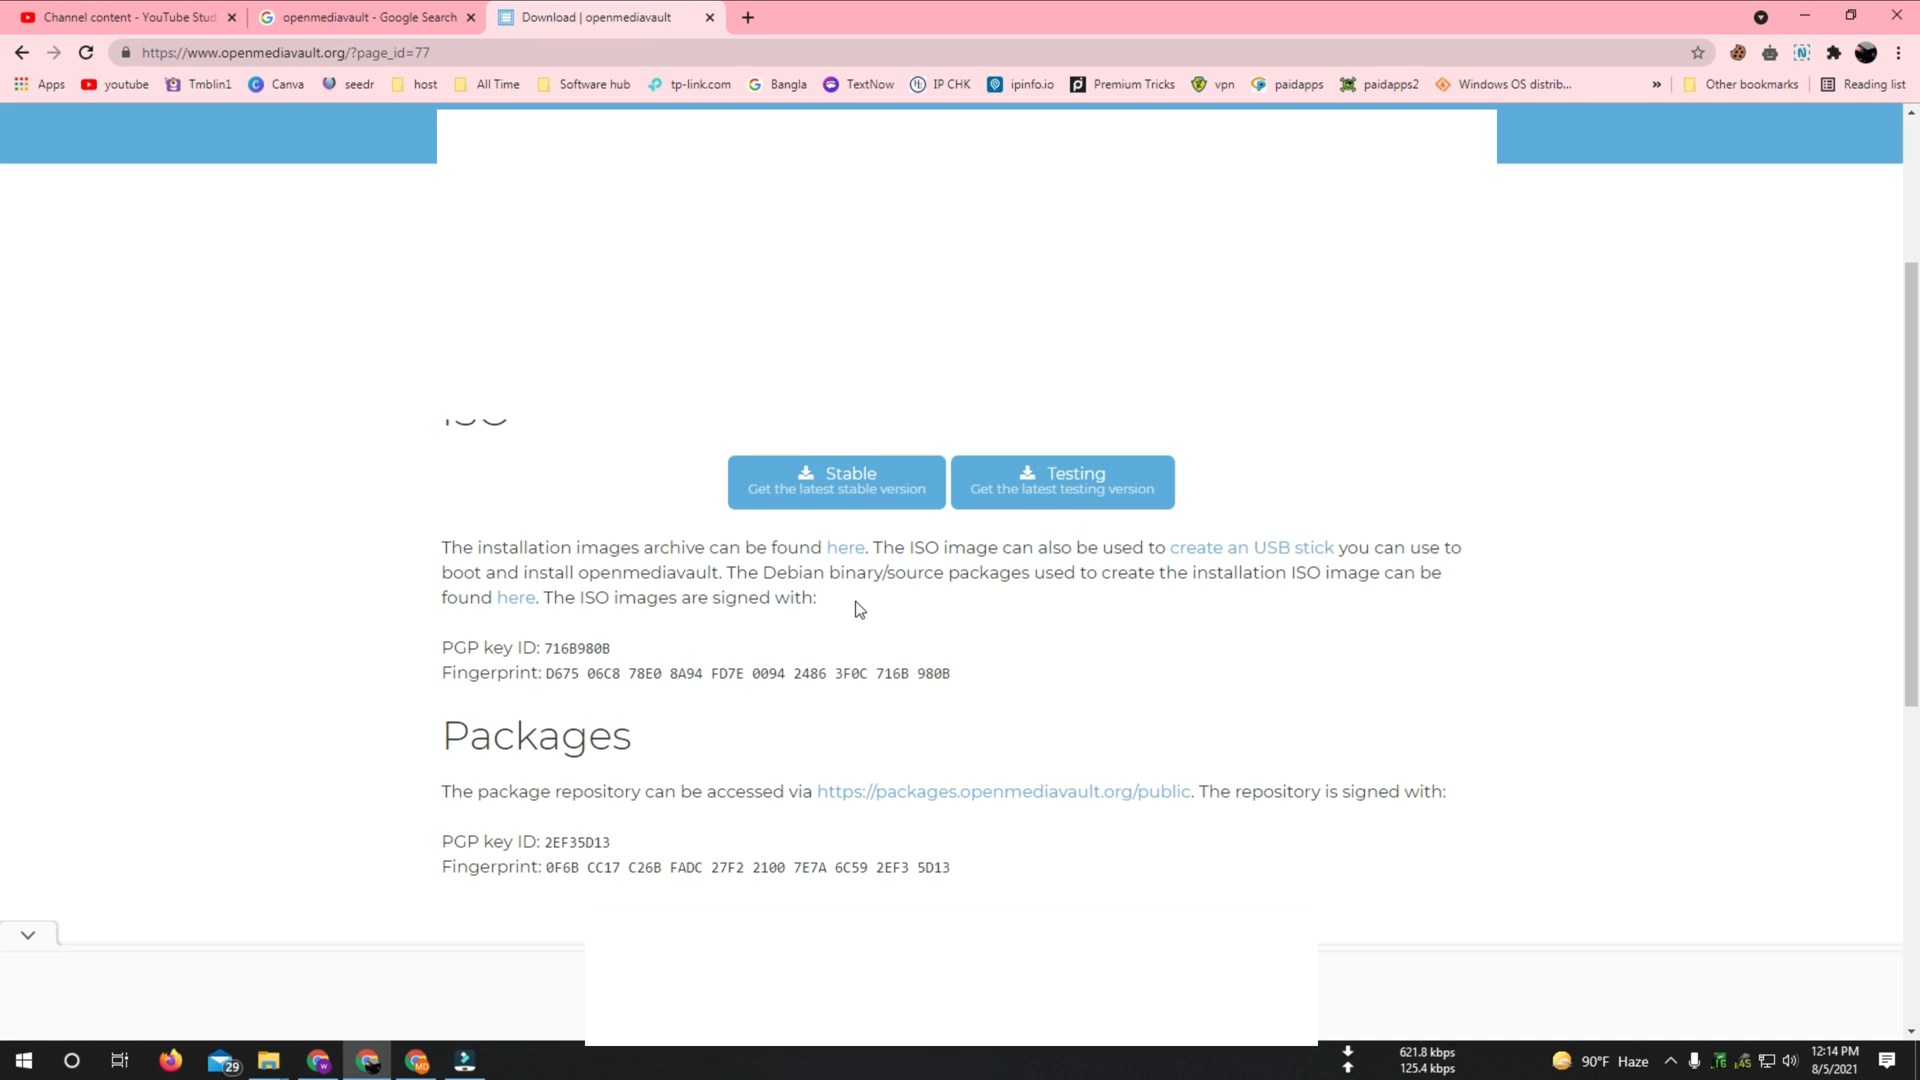 Channel content - YouTube Stud
openmediavault - Google Search
Download | openmediavault
https://www.openmediavault.org/?page_id=77
Apps youtube Tmblin1 Canva seedr host All Time Software hub tp-link.com Bangla TextNow IP CHK ipinfo.io Premium Tricks vpn paidapps paidapps2 Windows OS distrib... » Other bookmarks Reading list
ISO
Stable
Get the latest stable version
Testing
Get the latest testing version
The installation images archive can be found here. The ISO image can also be used to create an USB stick you can use to
boot and install openmediavault. The Debian binary/source packages used to create the installation ISO image can be
found here. The ISO images are signed with:
PGP key ID: 716B980B
Fingerprint: D675 06C8 78E0 8A94 FD7E 0094 2486 3F0C 716B 980B
Packages
The package repository can be accessed via https://packages.openmediavault.org/public. The repository is signed with:
PGP key ID: 2EF35D13
Fingerprint: 0F6B CC17 C26B FADC 27F2 2100 7E7A 6C59 2EF3 5D13
29
621.8 kbps
125.4 kbps
90°F Haze
12:14 PM
8/5/2021